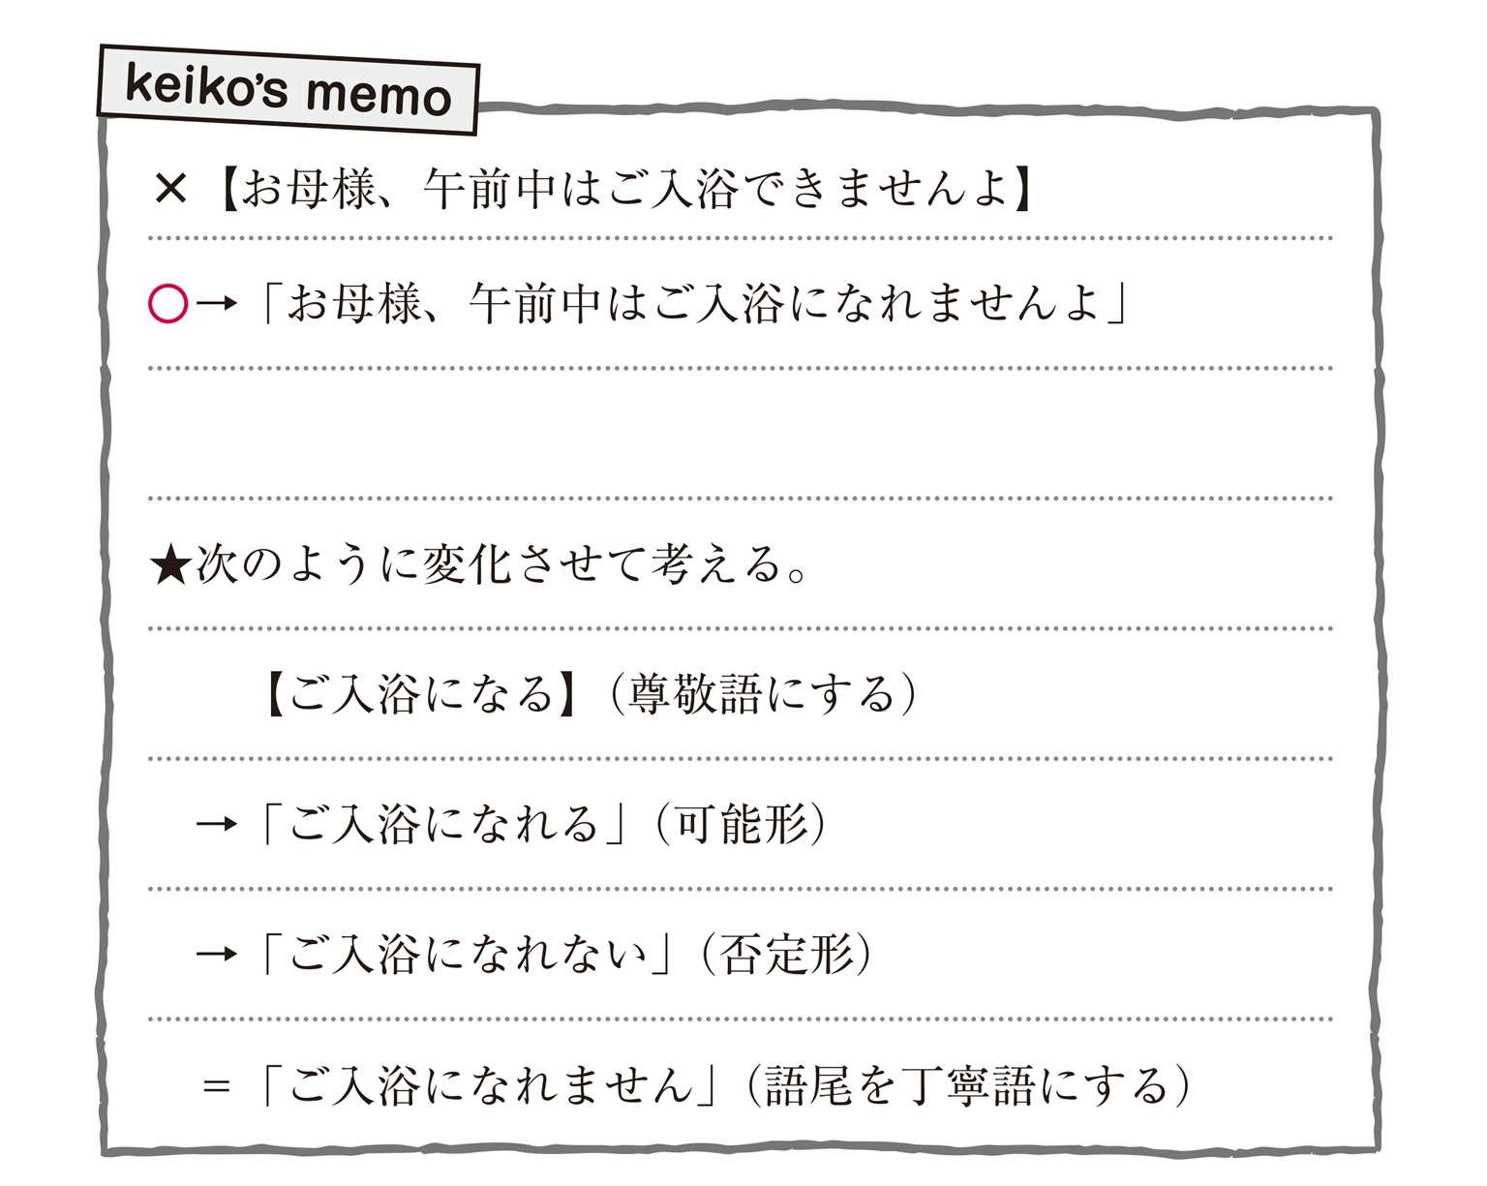 keiko's memo
×【お母様、午前中はご入浴できませんよ】
○→「お母様、午前中はご入浴になれませんよ」
★次のように変化させて考える。
【ご入浴になる】（尊敬語にする）
→「ご入浴になれる」（可能形）
→「ご入浴になれない」（否定形）
＝「ご入浴になれません」（語尾を丁寧語にする）